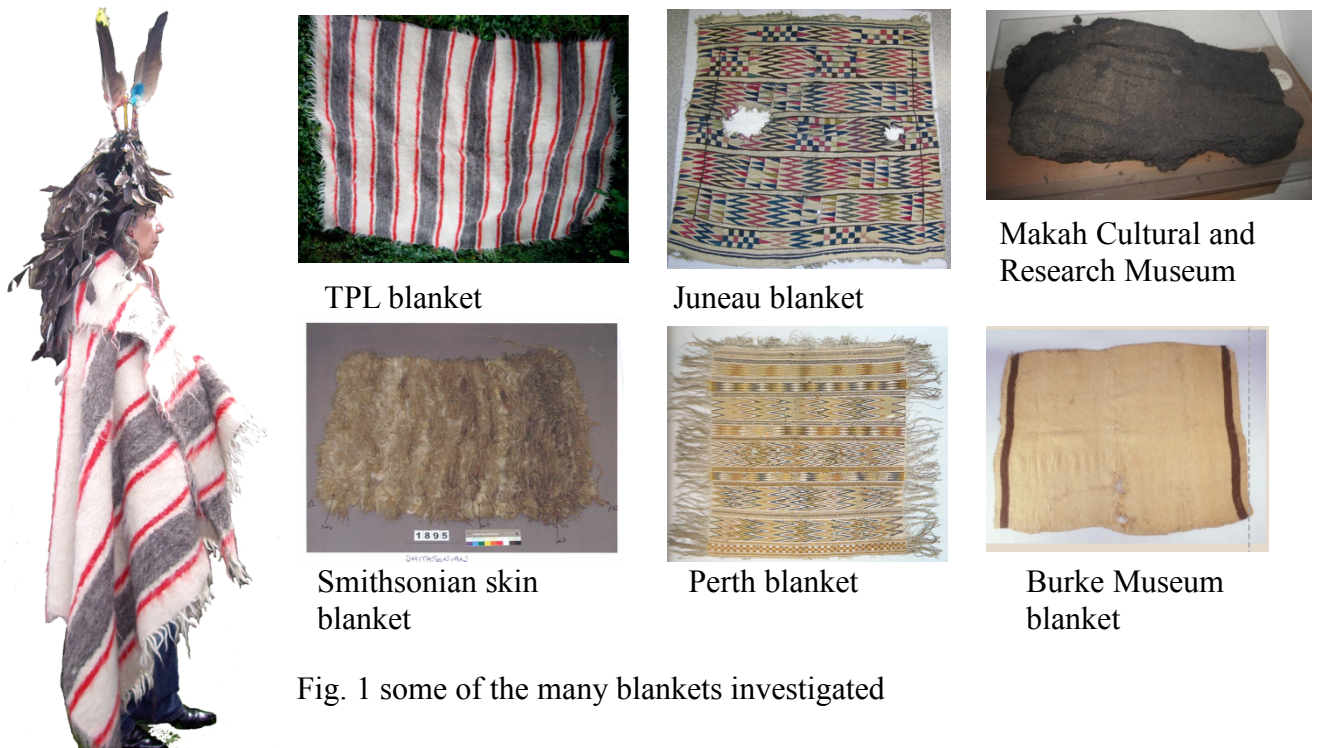 TPL blanket
Juneau blanket
Makah Cultural and
Research Museum
1895
SMITHSONIAN
Smithsonian skin
blanket
Perth blanket
Burke Museum
blanket
Fig. 1 some of the many blankets investigated